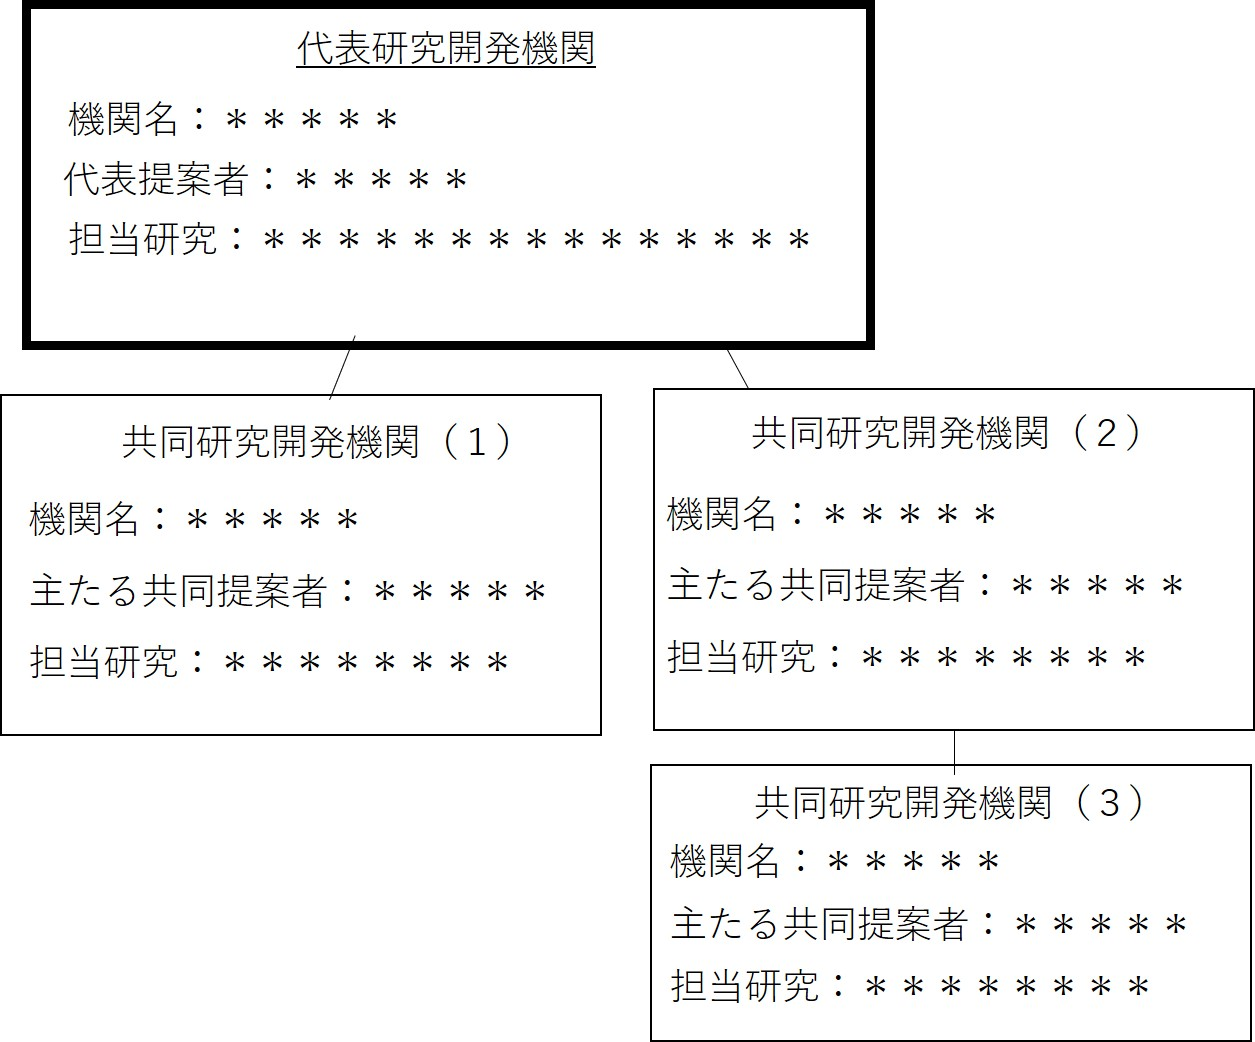 代表研究開発機関
機関名：＊＊＊＊＊
代表提案者：＊＊＊＊＊
担当研究：＊＊＊＊＊＊＊＊＊＊＊＊＊＊＊
共同研究開発機関（１）
機関名：＊＊＊＊＊
主たる共同提案者：＊＊＊＊＊
担当研究：＊＊＊＊＊＊＊＊
共同研究開発機関（２）
機関名：＊＊＊＊＊
主たる共同提案者：＊＊＊＊＊
担当研究：＊＊＊＊＊＊＊＊
共同研究開発機関（３）
機関名：＊＊＊＊＊
主たる共同提案者：＊＊＊＊＊
担当研究：＊＊＊＊＊＊＊＊